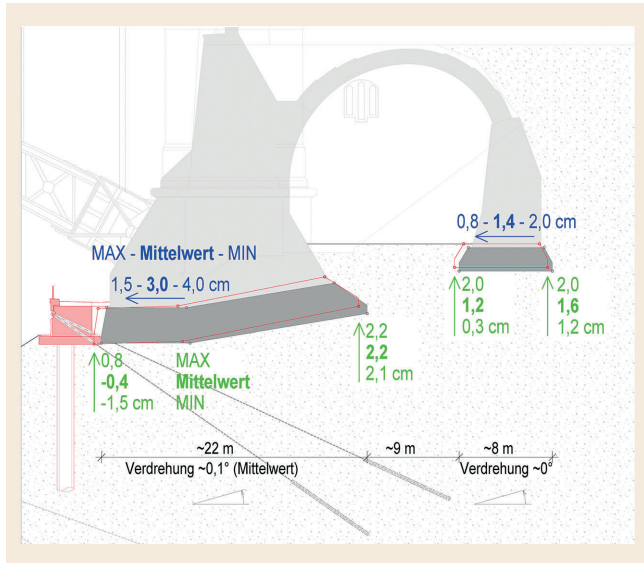 0,8 - 1,4 - 2,0 cm
MAX - Mittelwert - MIN
1,5 - 3,0 - 4,0 cm
2,0
1,2
0,3 cm
2,0
1,6
1,2 cm
2,2
2,2
2,1 cm
0,8 MAX
-0,4 Mittelwert
-1,5 cm MIN
~22 m
~9 m
~8 m
Verdrehung ~0,1° (Mittelwert)
Verdrehung ~0°